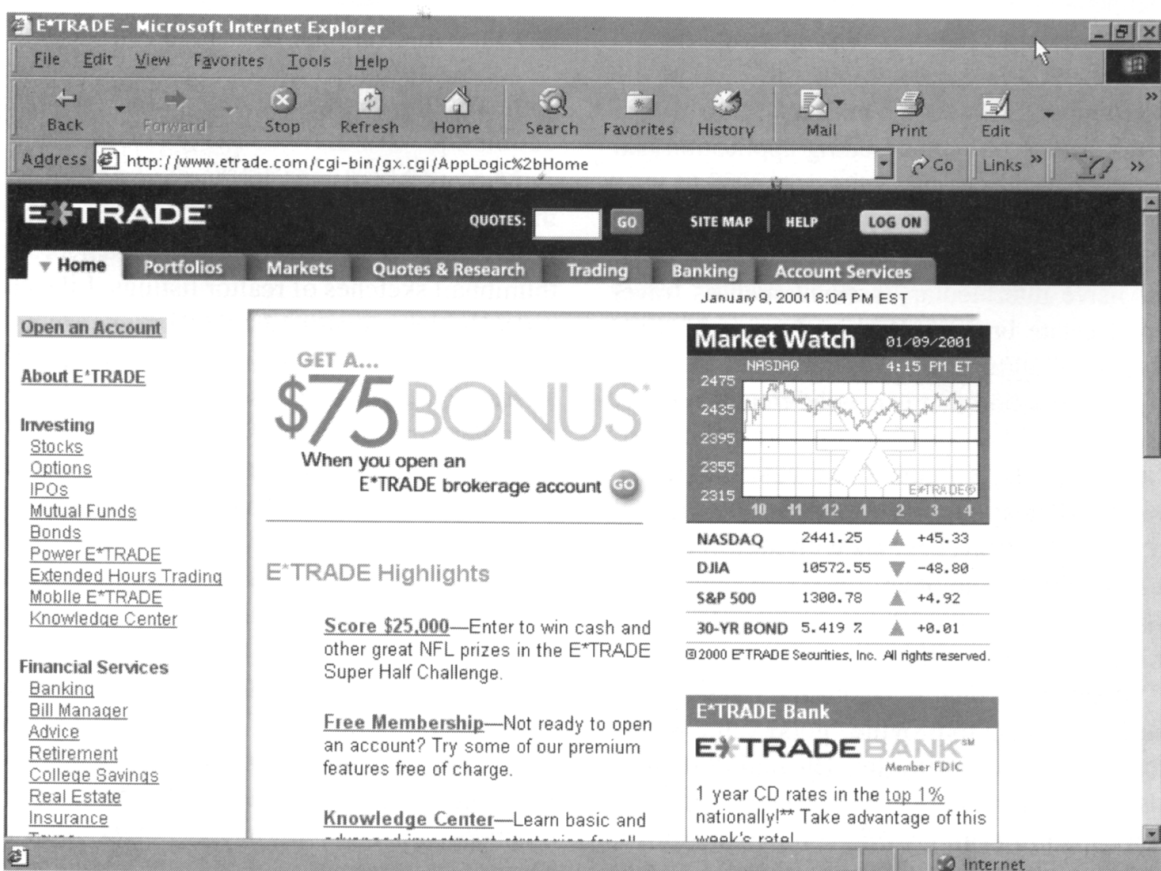 E*TRADE - Microsoft Internet Explorer
File Edit View Favorites Tools Help
Back Forward Stop Refresh Home Search Favorites History Mail Print Edit
Address http://www.etrade.com/cgi-bin/gx.cgi/AppLogic%2bHome Go Links
E*TRADE
QUOTES: GO SITE MAP HELP LOG ON
Home Portfolios Markets Quotes & Research Trading Banking Account Services
January 9, 2001 8:04 PM EST
Open an Account
About E*TRADE
Investing
Stocks
Options
IPOs
Mutual Funds
Bonds
Power E*TRADE
Extended Hours Trading
Mobile E*TRADE
Knowledge Center
Financial Services
Banking
Bill Manager
Advice
Retirement
College Savings
Real Estate
Insurance
GET A...
$75 BONUS*
When you open an
E*TRADE brokerage account GO
E*TRADE Highlights
Score $25,000—Enter to win cash and
other great NFL prizes in the E*TRADE
Super Half Challenge.
Free Membership—Not ready to open
an account? Try some of our premium
features free of charge.
Knowledge Center—Learn basic and
advanced investment strategies for all
Market Watch 01/09/2001
NASDAQ 4:15 PM ET
2475
2435
2395
2355
2315
E*TRADE®
10 11 12 1 2 3 4
NASDAQ 2441.25 +45.33
DJIA 10572.55 -48.80
S&P 500 1300.78 +4.92
30-YR BOND 5.419 % +0.01
©2000 E*TRADE Securities, Inc. All rights reserved.
E*TRADE Bank
E*TRADE BANK℠
Member FDIC
1 year CD rates in the top 1%
nationally!** Take advantage of this
week's rate!
Internet